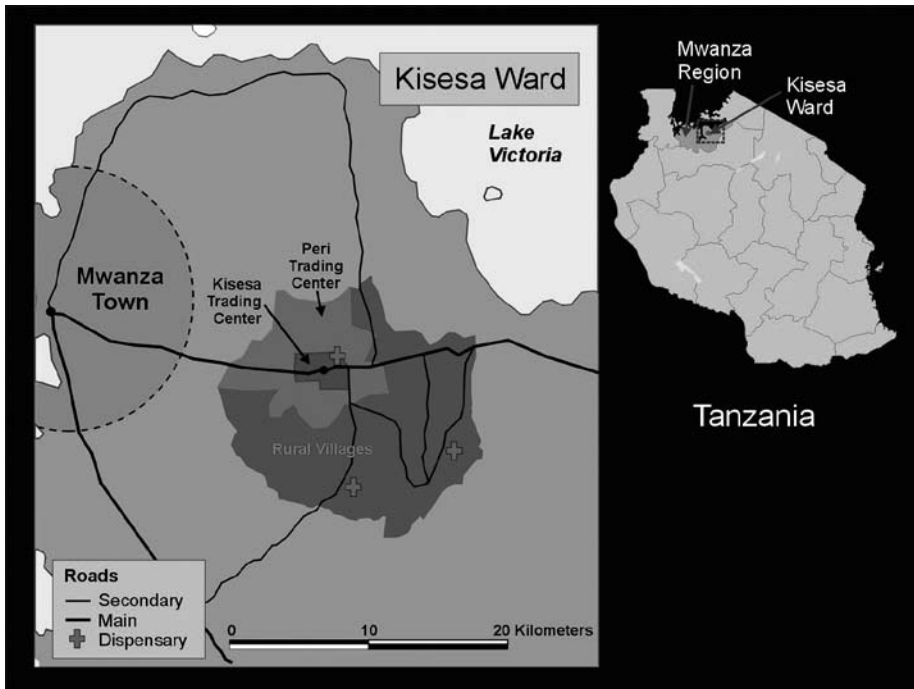 Kisesa Ward
Lake
Victoria
Mwanza
Town
Kisesa
Trading
Center
Peri
Trading
Center
Rural Villages
Roads
Secondary
Main
Dispensary
0 10 20 Kilometers
Mwanza
Region
Kisesa
Ward
Tanzania